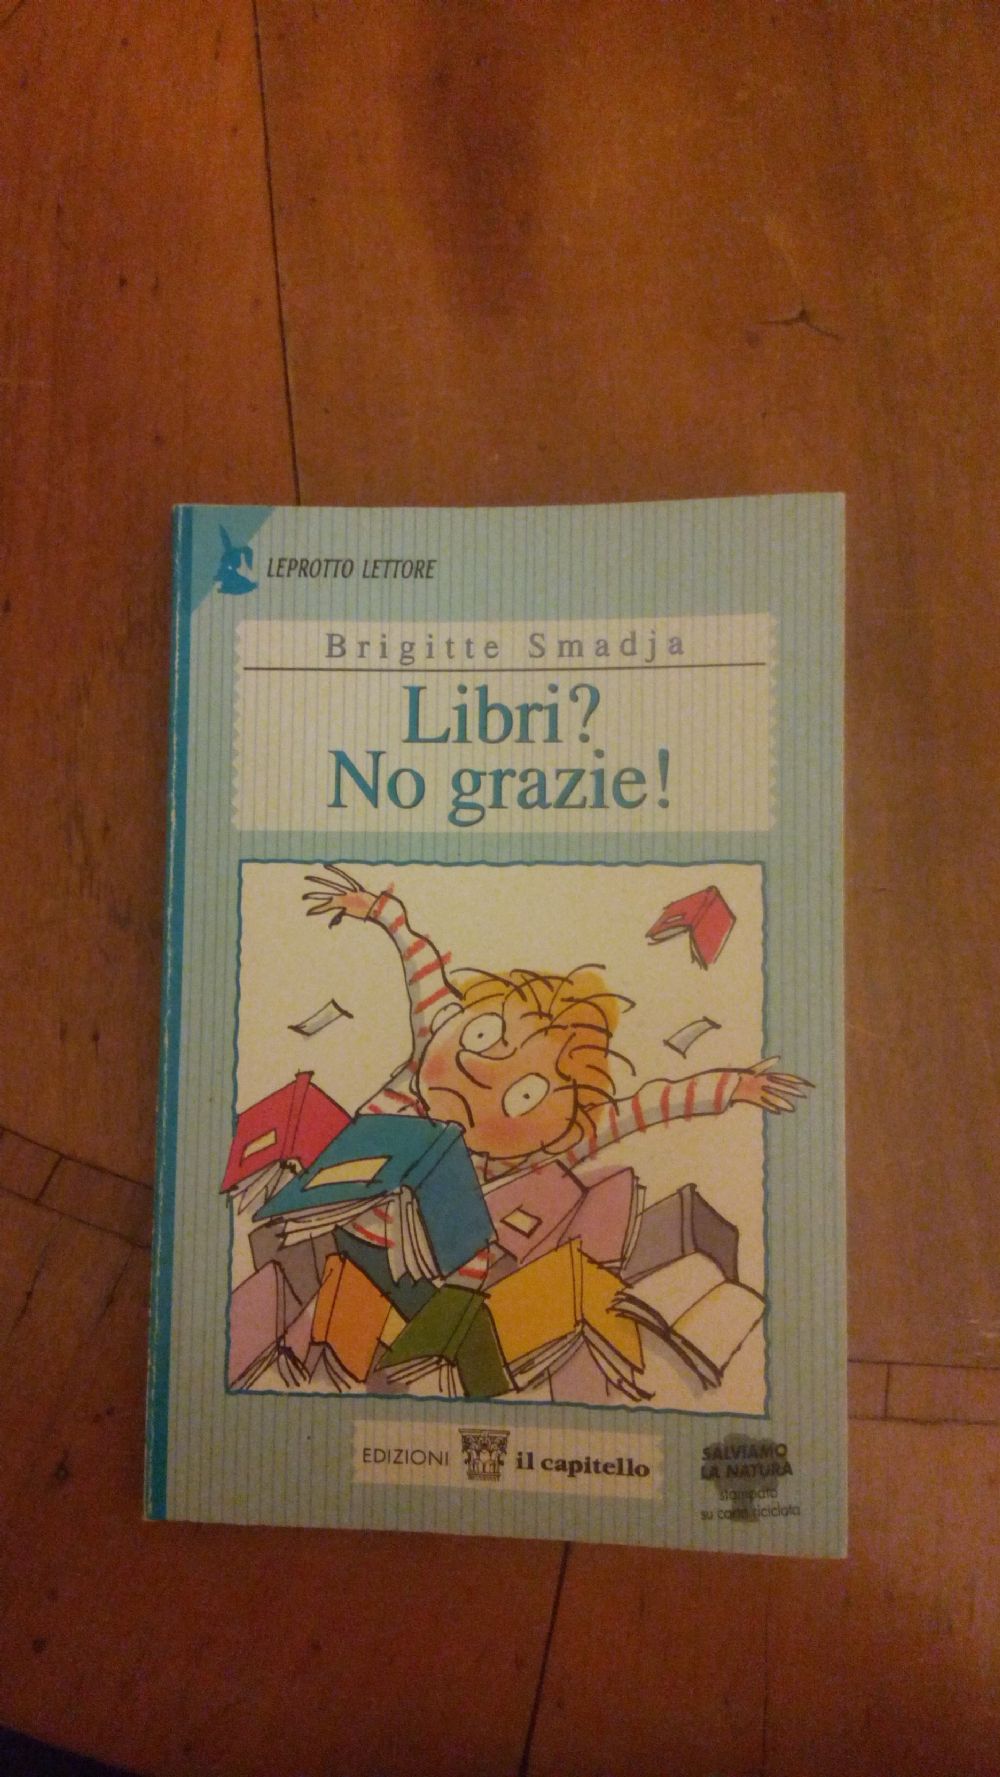 LEPROTTO LETTORE
Brigitte Smadja
Libri?
No grazie!
EDIZIONI il capitello
SALVIAMO
LA NATURA
stampato
su carta riciclata